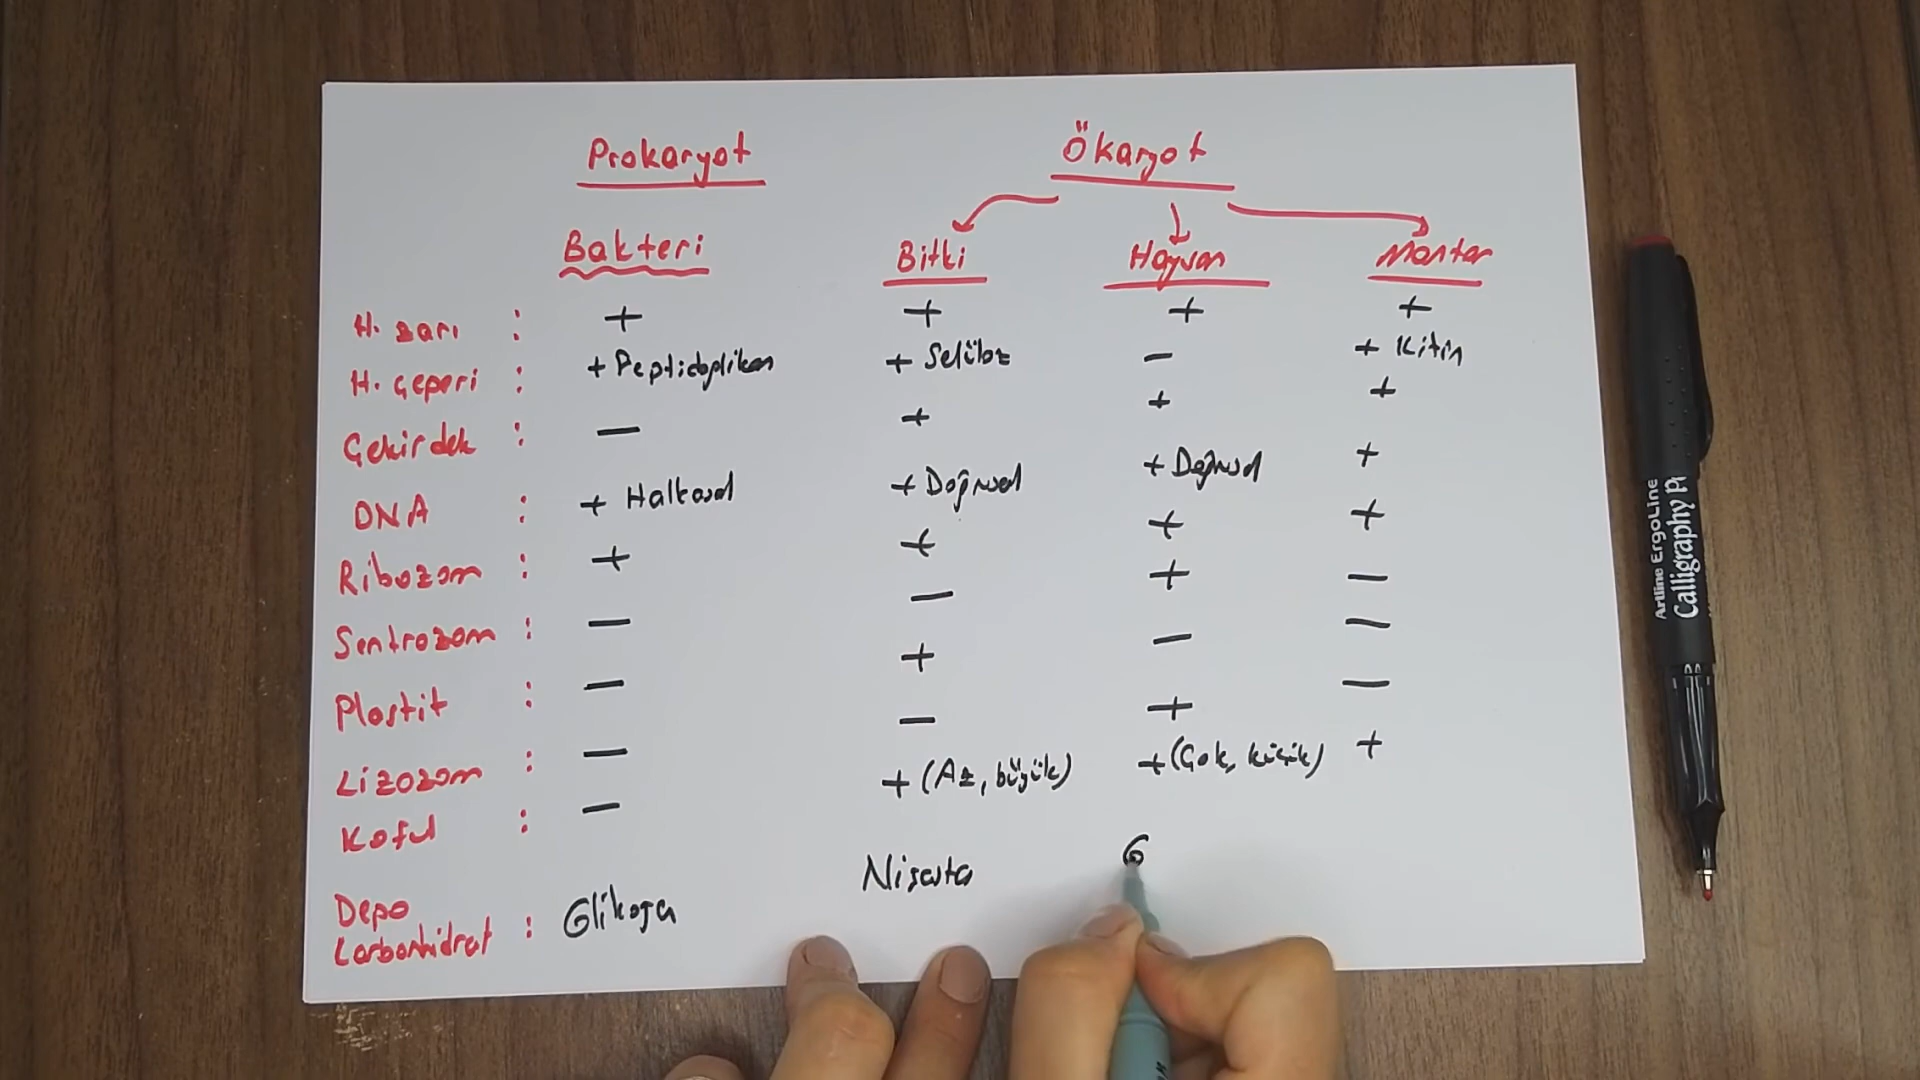 Prokaryot Ökaryot
Bakteri Bitki Hayvan Mantar
H. zarı : + + + +
H. Çeperi : + Peptidoglikan + Selüloz – + Kitin
Çekirdek : – + + +
DNA : + Halkasal + Doğrusal + Doğrusal +
Ribozom : + + + +
Sentrozom : – – + –
Plastit : – + – –
Lizozom : – – + –
Koful : – + (Az, büyük) + (Çok, küçük) +
Depo
Karbonhidrat : Glikojen Nişasta G
Artline ErgoLine
Calligraphy P